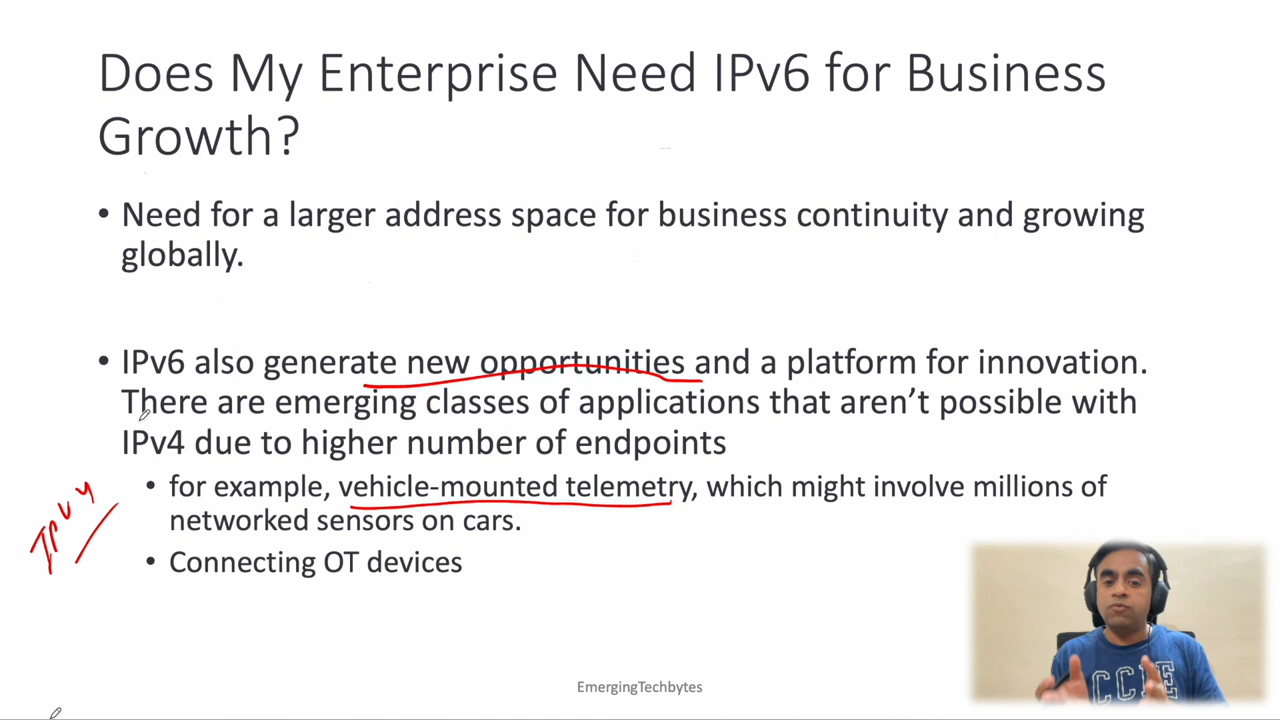 Does My Enterprise Need IPv6 for Business
Growth?
• Need for a larger address space for business continuity and growing
globally.
• IPv6 also generate new opportunities and a platform for innovation.
There are emerging classes of applications that aren't possible with
IPv4 due to higher number of endpoints
• for example, vehicle-mounted telemetry, which might involve millions of
networked sensors on cars.
IPv4
• Connecting OT devices
CCIE
EmergingTechbytes